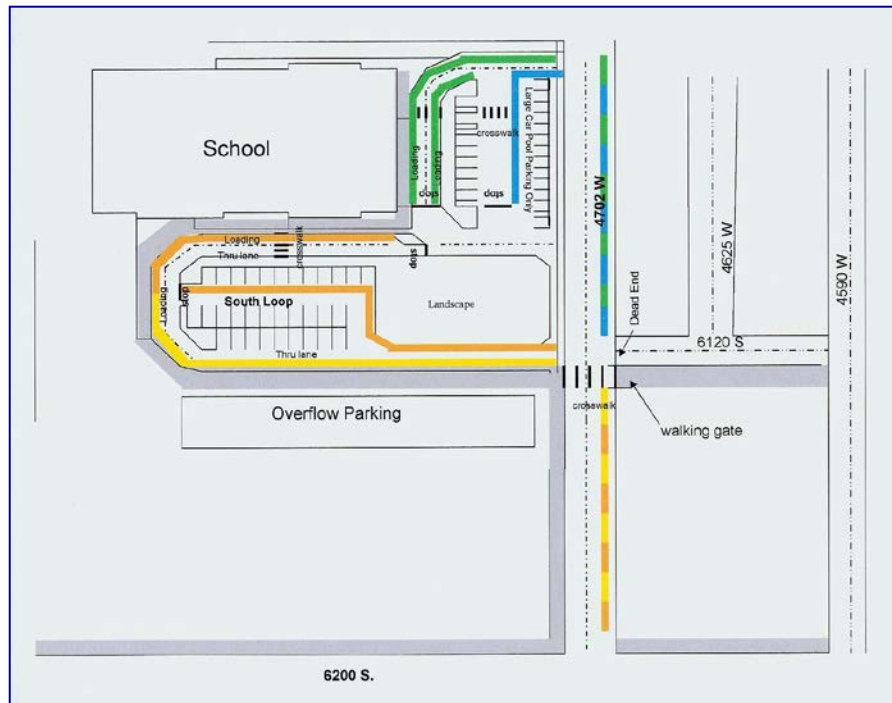 School
Loading
Loading
crosswalk
Large Car Pool Parking Only
stop
stop
4702 W
4625 W
4590 W
Loading
Thru lane
crosswalk
stop
Loading
stop
South Loop
Landscape
Thru lane
Dead End
6120 S
crosswalk
walking gate
Overflow Parking
6200 S.